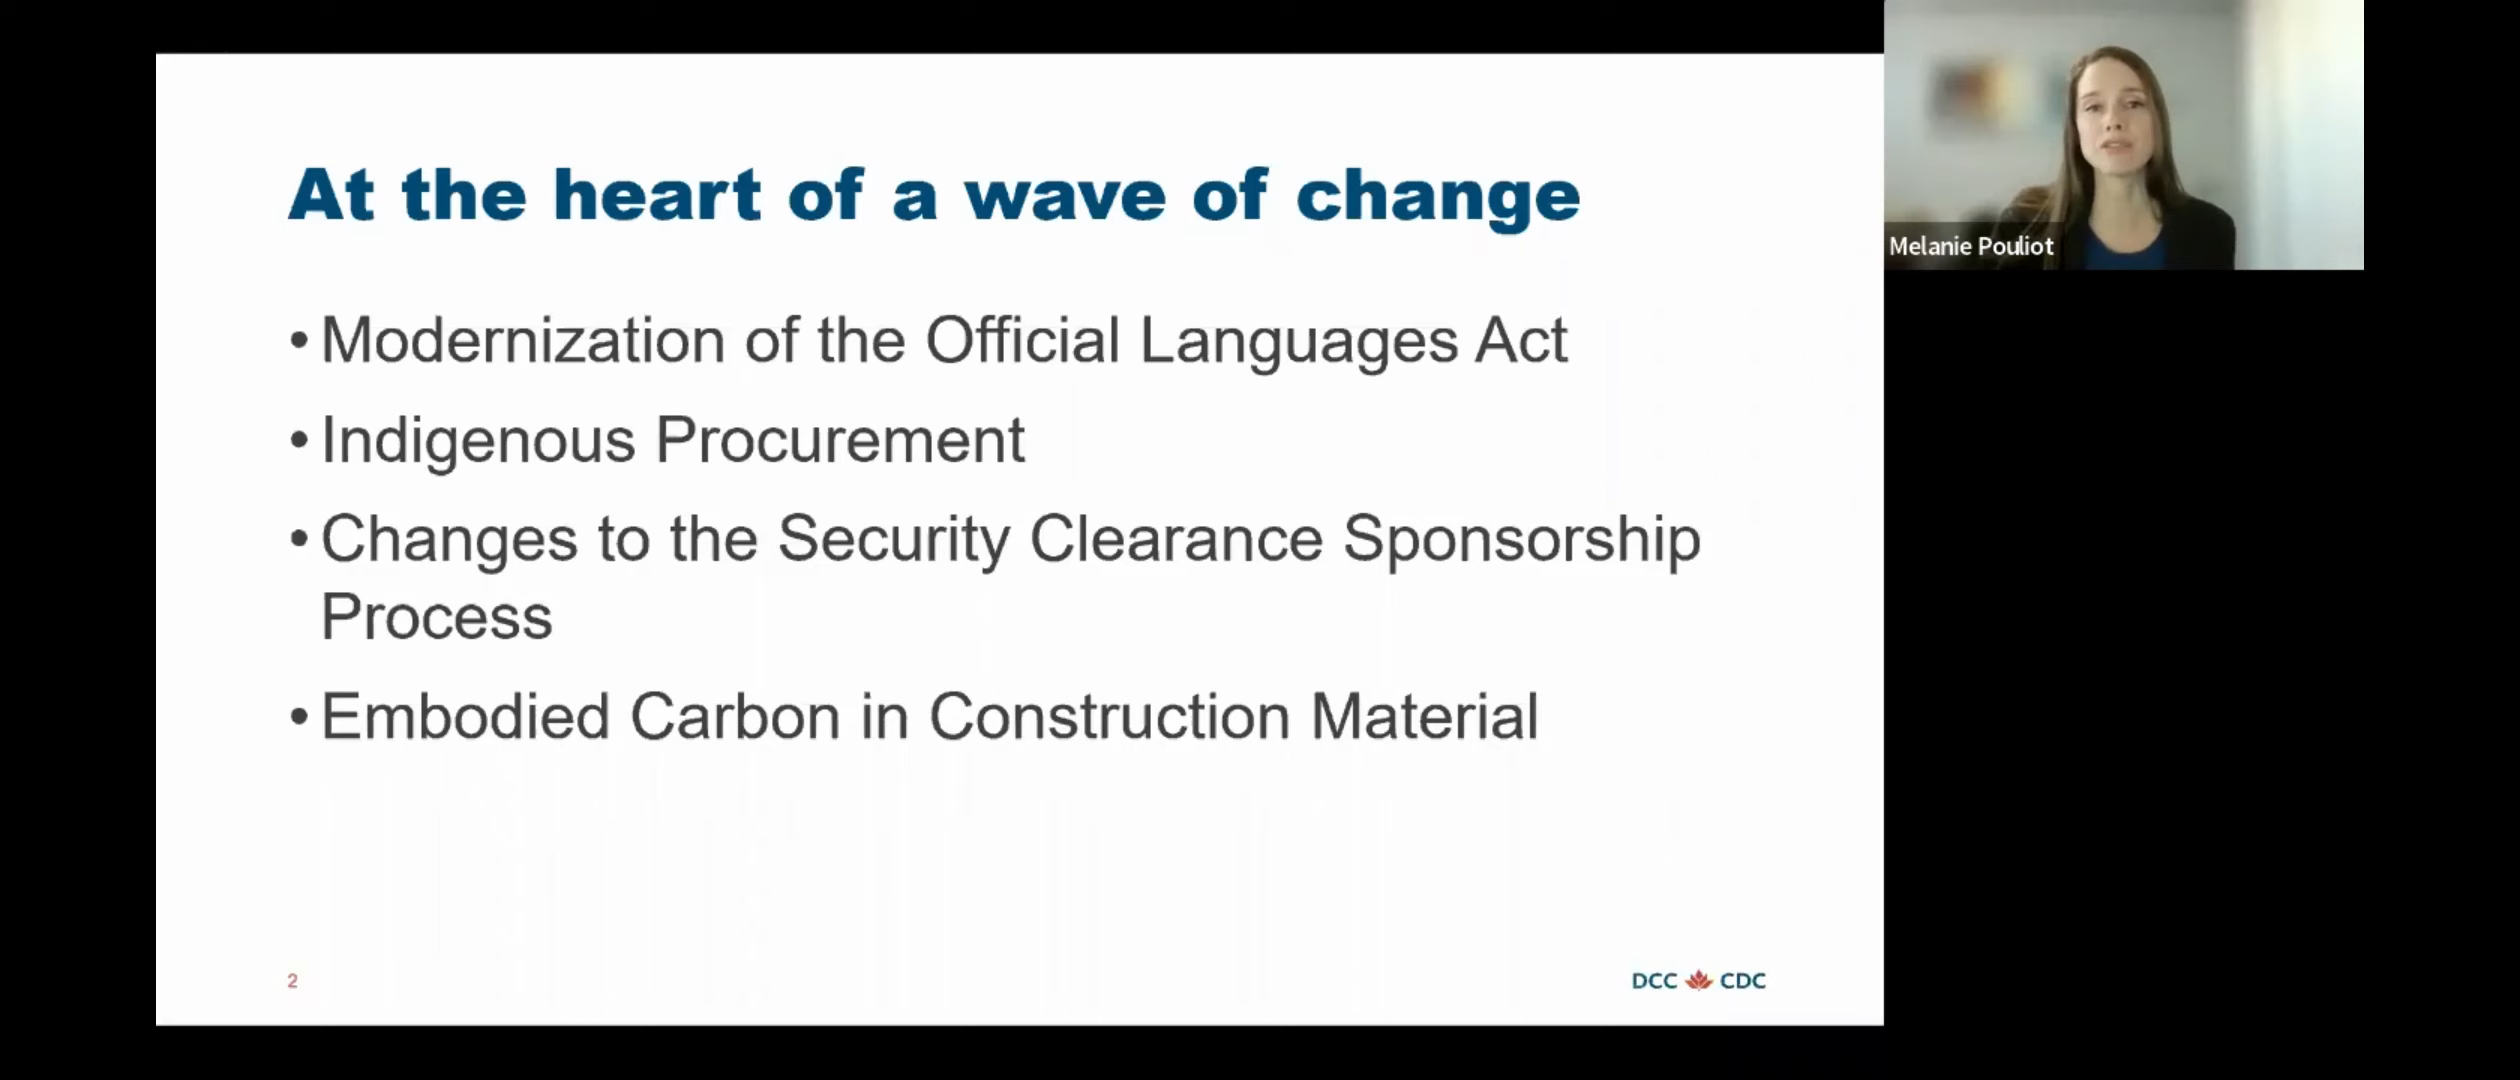 At the heart of a wave of change
• Modernization of the Official Languages Act
• Indigenous Procurement
• Changes to the Security Clearance Sponsorship
Process
• Embodied Carbon in Construction Material
2
DCC CDC
Melanie Pouliot